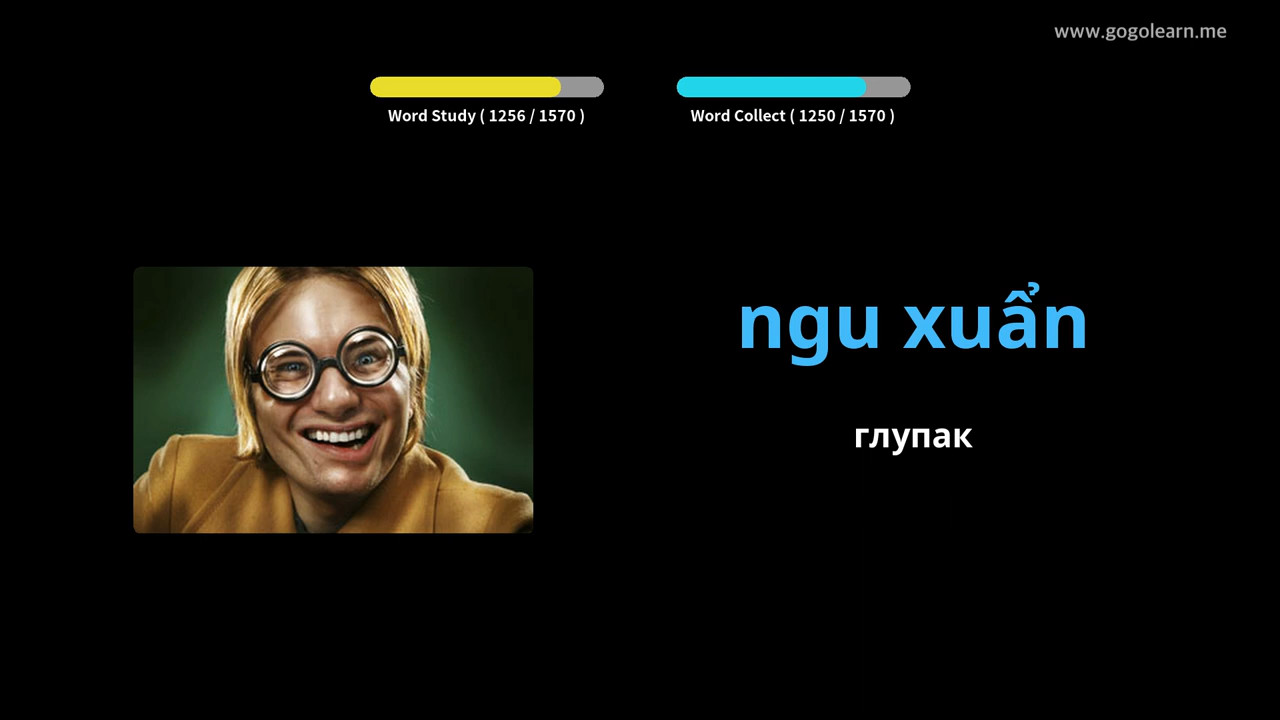 www.gogolearn.me
Word Study ( 1256 / 1570 )
Word Collect ( 1250 / 1570 )
ngu xuẩn
глупак